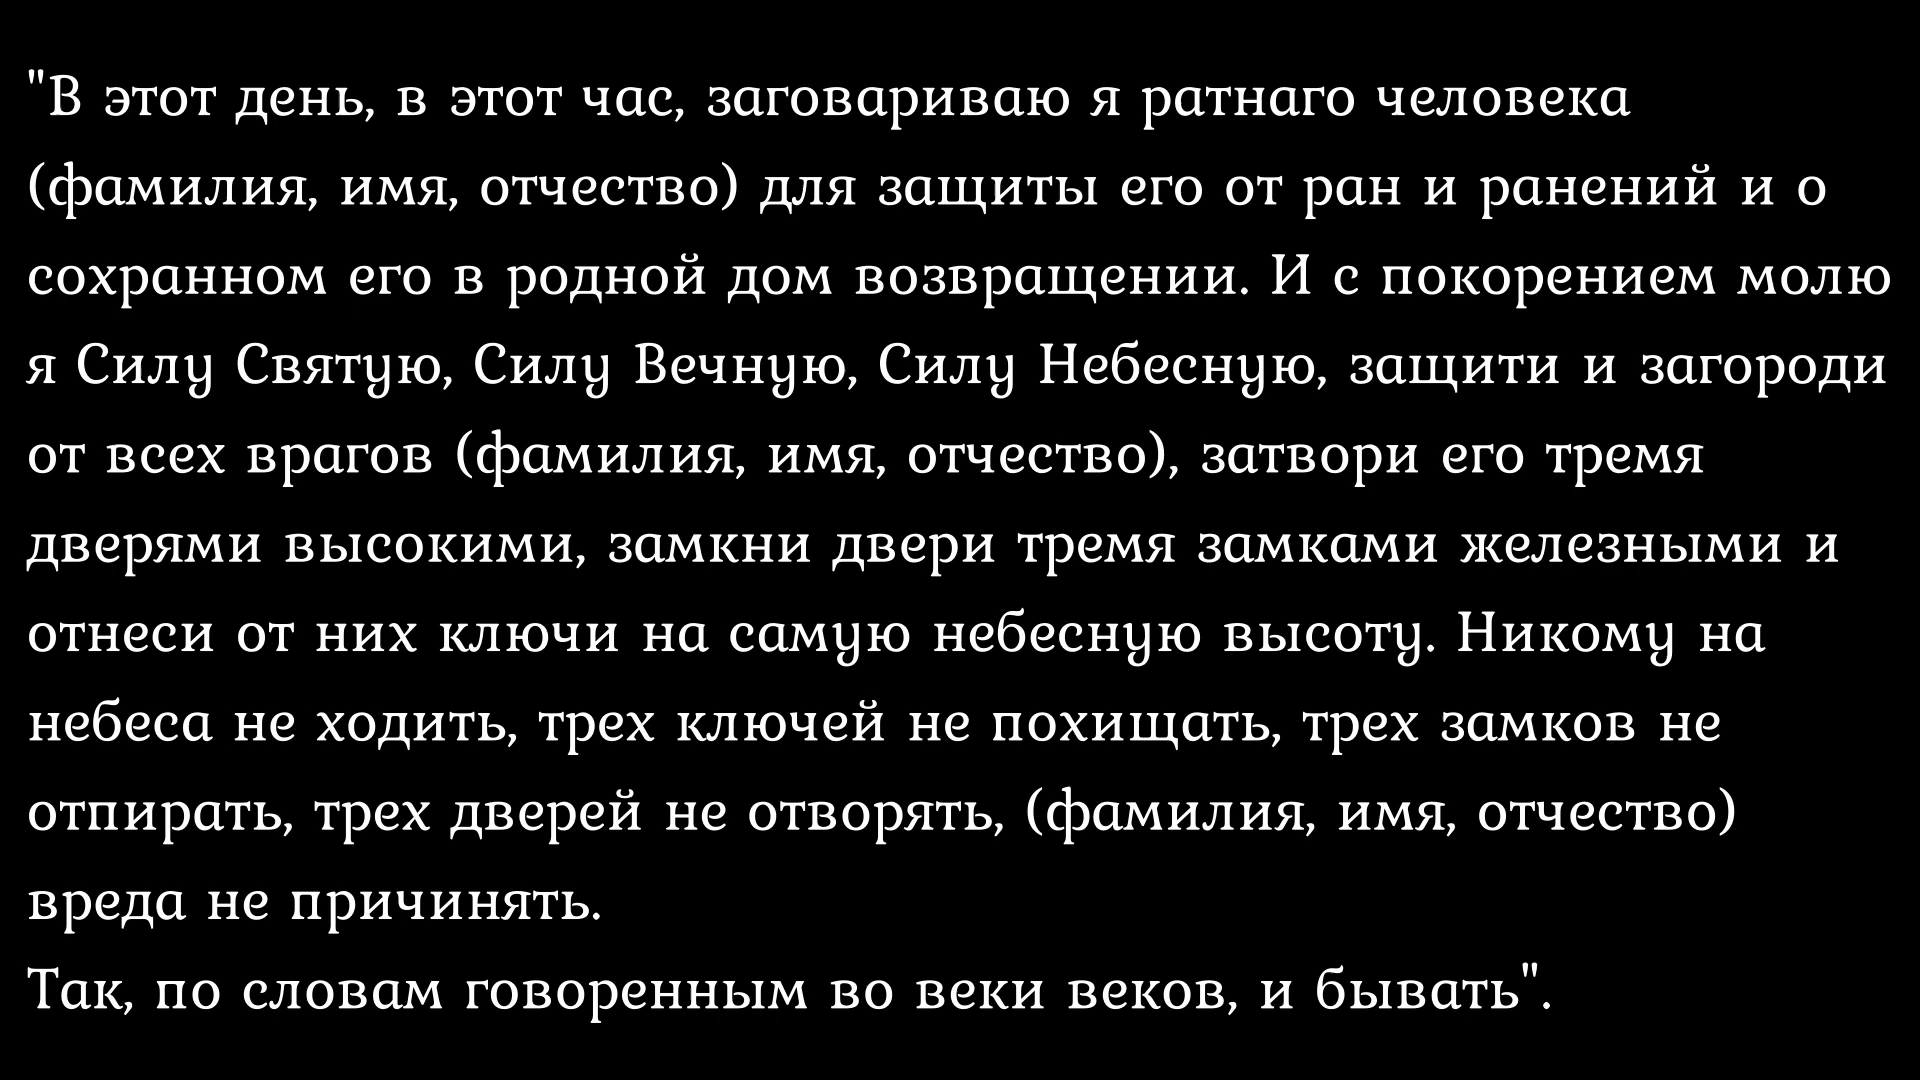 "В этот день, в этот час, заговариваю я ратнаго человека
(фамилия, имя, отчество) для защиты его от ран и ранений и о
сохранном его в родной дом возвращении. И с покорением молю
я Силу Святую, Силу Вечную, Силу Небесную, защити и загороди
от всех врагов (фамилия, имя, отчество), затвори его тремя
дверями высокими, замкни двери тремя замками железными и
отнеси от них ключи на самую небесную высоту. Никому на
небеса не ходить, трех ключей не похищать, трех замков не
отпирать, трех дверей не отворять, (фамилия, имя, отчество)
вреда не причинять.
Так, по словам говоренным во веки веков, и бывать".